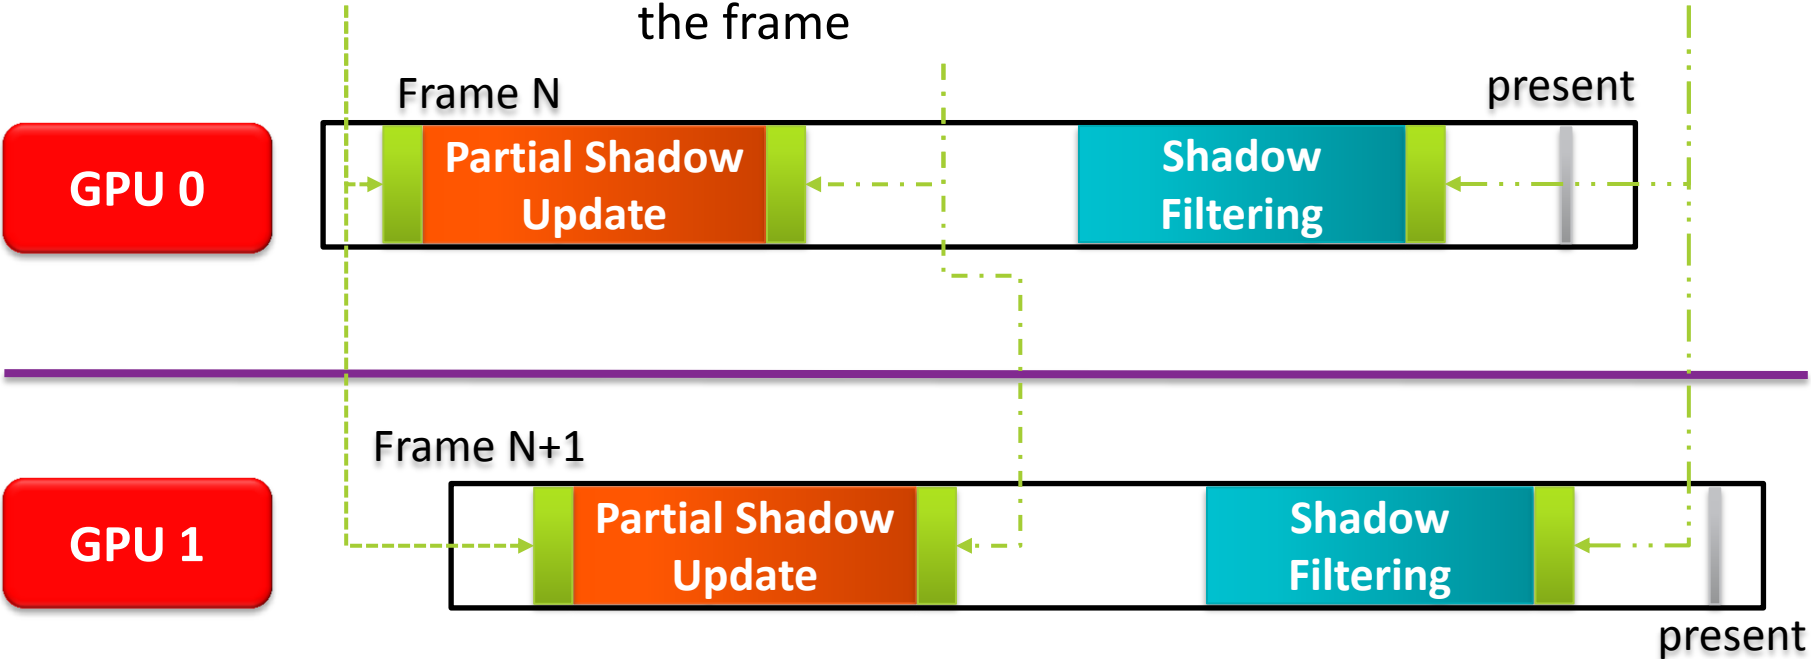 the frame
Frame N
present
GPU 0
Partial Shadow
Update
Shadow
Filtering
Frame N+1
GPU 1
Partial Shadow
Update
Shadow
Filtering
present